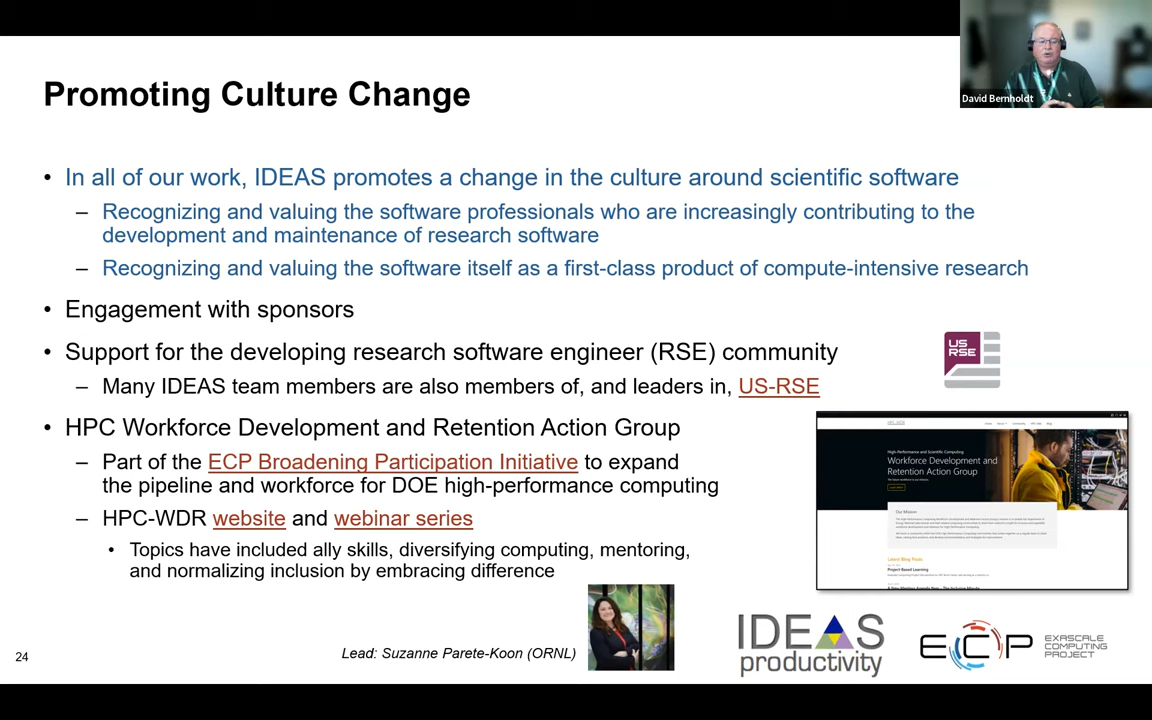 David Bernholdt
Promoting Culture Change
• In all of our work, IDEAS promotes a change in the culture around scientific software
– Recognizing and valuing the software professionals who are increasingly contributing to the
development and maintenance of research software
– Recognizing and valuing the software itself as a first-class product of compute-intensive research
• Engagement with sponsors
• Support for the developing research software engineer (RSE) community
– Many IDEAS team members are also members of, and leaders in, US-RSE
US
RSE
• HPC Workforce Development and Retention Action Group
– Part of the ECP Broadening Participation Initiative to expand
the pipeline and workforce for DOE high-performance computing
– HPC-WDR website and webinar series
• Topics have included ally skills, diversifying computing, mentoring,
and normalizing inclusion by embracing difference
High-Performance and Scientific Computing
Workforce Development and
Retention Action Group
Our Mission
Latest Blog Posts
Project-Based Learning
24
Lead: Suzanne Parete-Koon (ORNL)
IDEAS
productivity
ECP
EXASCALE
COMPUTING
PROJECT